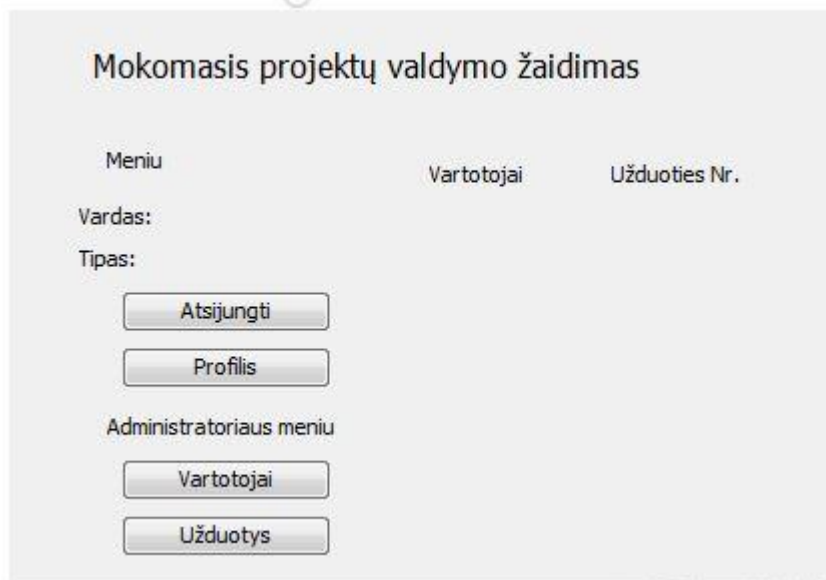 Mokomasis projektų valdymo žaidimas
Meniu
Vartotojai Užduoties Nr.
Vardas:
Tipas:
Atsijungti
Profilis
Administratoriaus meniu
Vartotojai
Užduotys